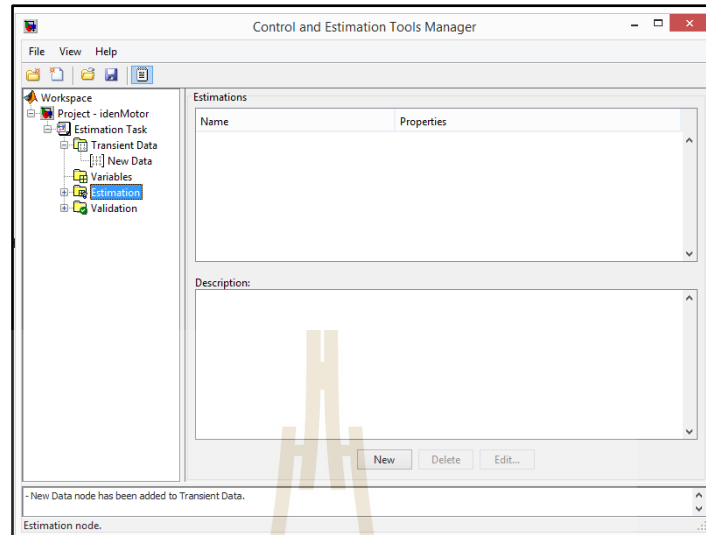 Control and Estimation Tools Manager
File View Help
Workspace
Project - idenMotor
Estimation Task
Transient Data
New Data
Variables
Estimation
Validation
Estimations
Name Properties
Description:
New Delete Edit...
- New Data node has been added to Transient Data.
Estimation node.